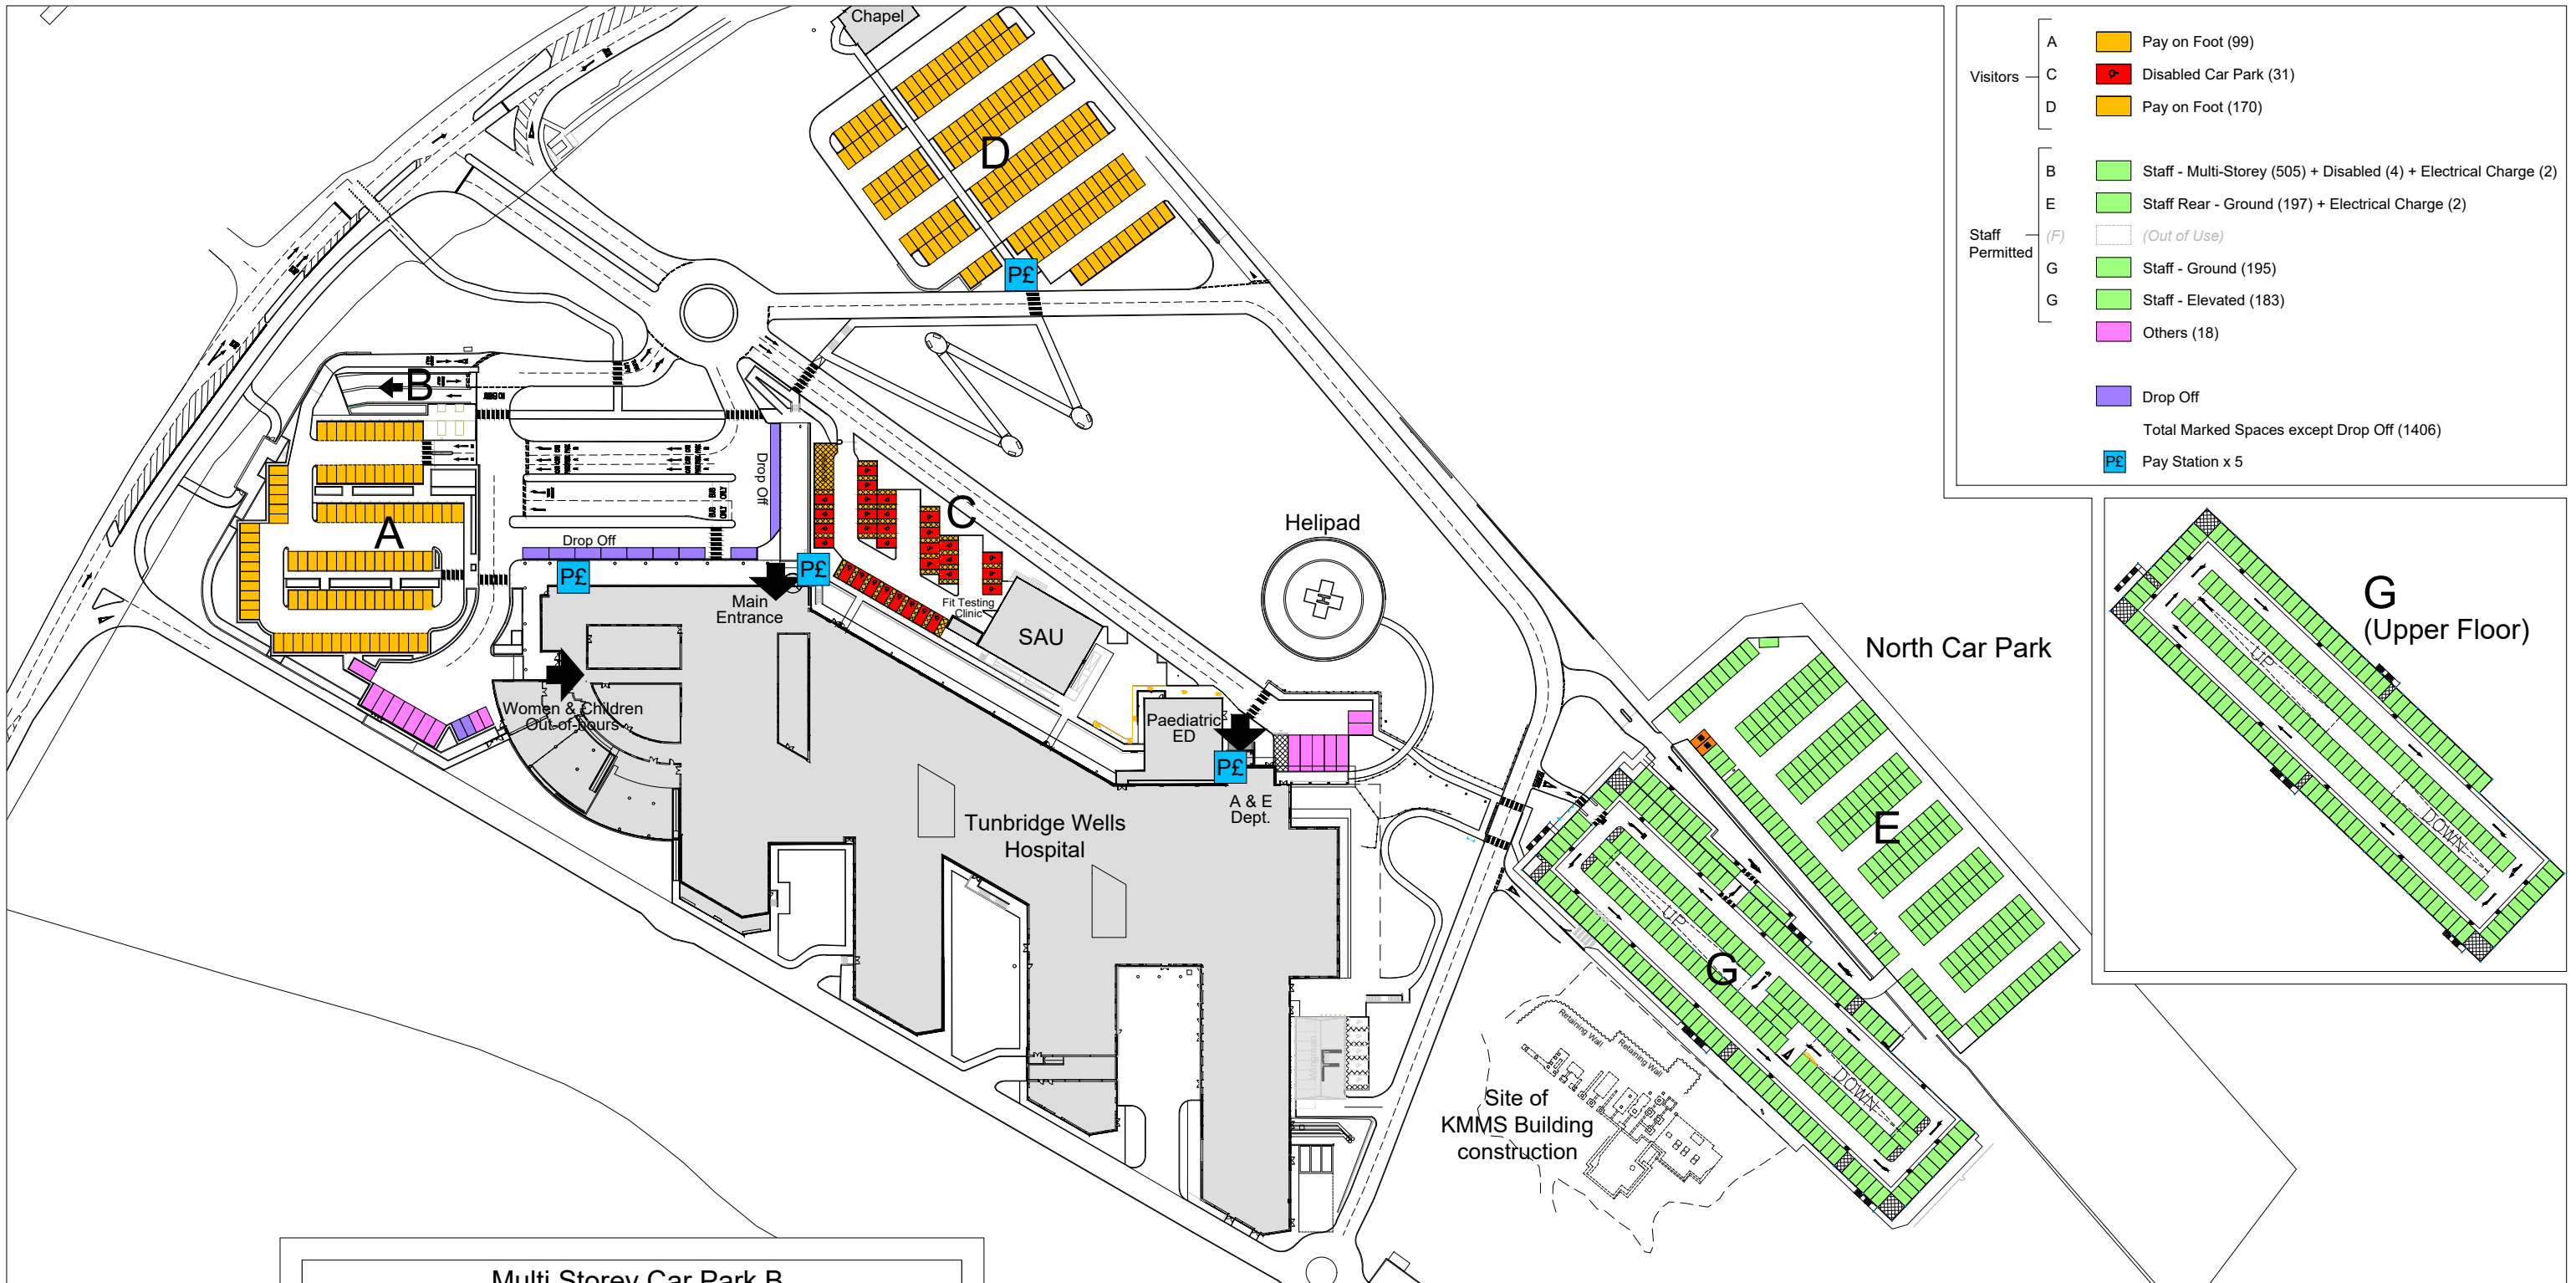 Chapel
D
P£
B
A
Drop Off
Drop Off
BUS
ONLY
BUS
ONLY
C
P£
P£
Main
Entrance
Fit Testing
Clinic
SAU
Helipad
H
Women & Children
Out-of-hours
Paediatric
ED
P£
A & E
Dept.
Tunbridge Wells
Hospital
North Car Park
E
G
UP
DOWN
Retaining Wall
Retaining Wall
Site of
KMMS Building
construction
Multi Storey Car Park B
Visitors
A Pay on Foot (99)
C Disabled Car Park (31)
D Pay on Foot (170)
Staff
Permitted
B Staff - Multi-Storey (505) + Disabled (4) + Electrical Charge (2)
E Staff Rear - Ground (197) + Electrical Charge (2)
(F) (Out of Use)
G Staff - Ground (195)
G Staff - Elevated (183)
Others (18)
Drop Off
Total Marked Spaces except Drop Off (1406)
P£ Pay Station x 5
G
(Upper Floor)
UP
DOWN